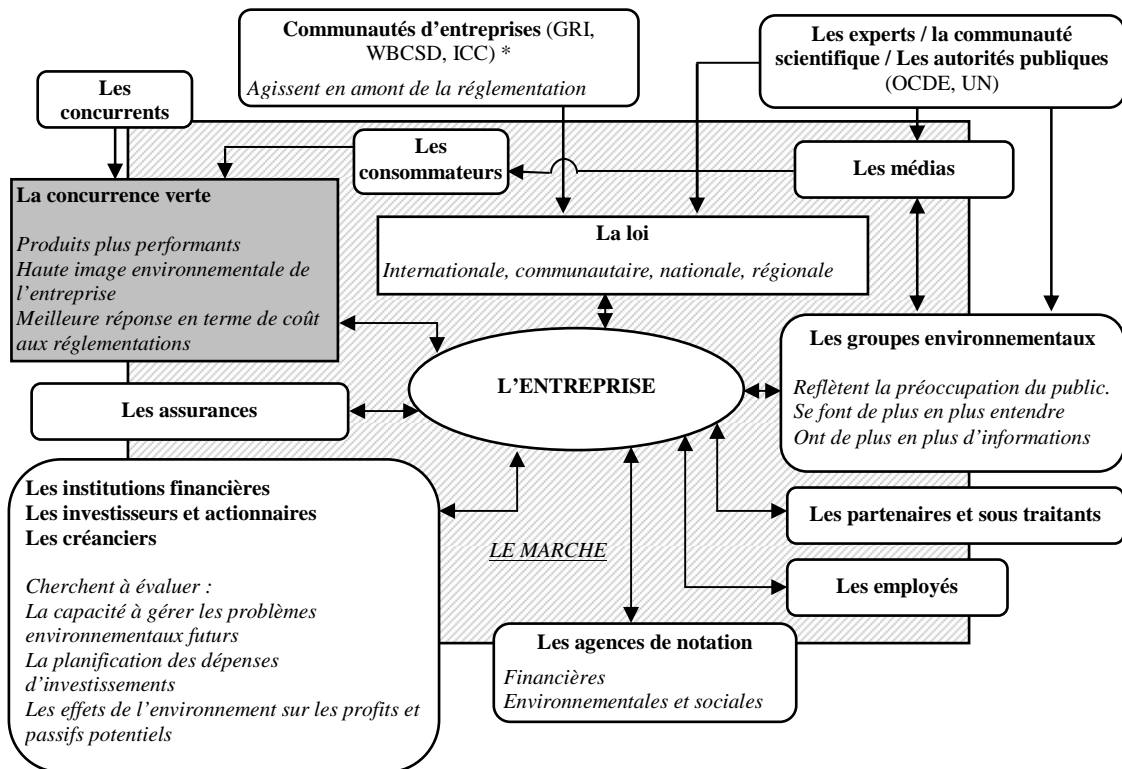 Communautés d'entreprises (GRI,
WBCSD, ICC) *
Agissent en amont de la réglementation
Les experts / la communauté
scientifique / Les autorités publiques
(OCDE, UN)
Les
concurrents
Les
consommateurs
Les médias
La concurrence verte
Produits plus performants
Haute image environnementale de
l'entreprise
Meilleure réponse en terme de coût
aux réglementations
La loi
Internationale, communautaire, nationale, régionale
Les groupes environnementaux
Reflètent la préoccupation du public.
Se font de plus en plus entendre
Ont de plus en plus d'informations
L'ENTREPRISE
Les assurances
Les institutions financières
Les investisseurs et actionnaires
Les créanciers
Cherchent à évaluer :
La capacité à gérer les problèmes
environnementaux futurs
La planification des dépenses
d'investissements
Les effets de l'environnement sur les profits et
passifs potentiels
LE MARCHE
Les partenaires et sous traitants
Les employés
Les agences de notation
Financières
Environnementales et sociales